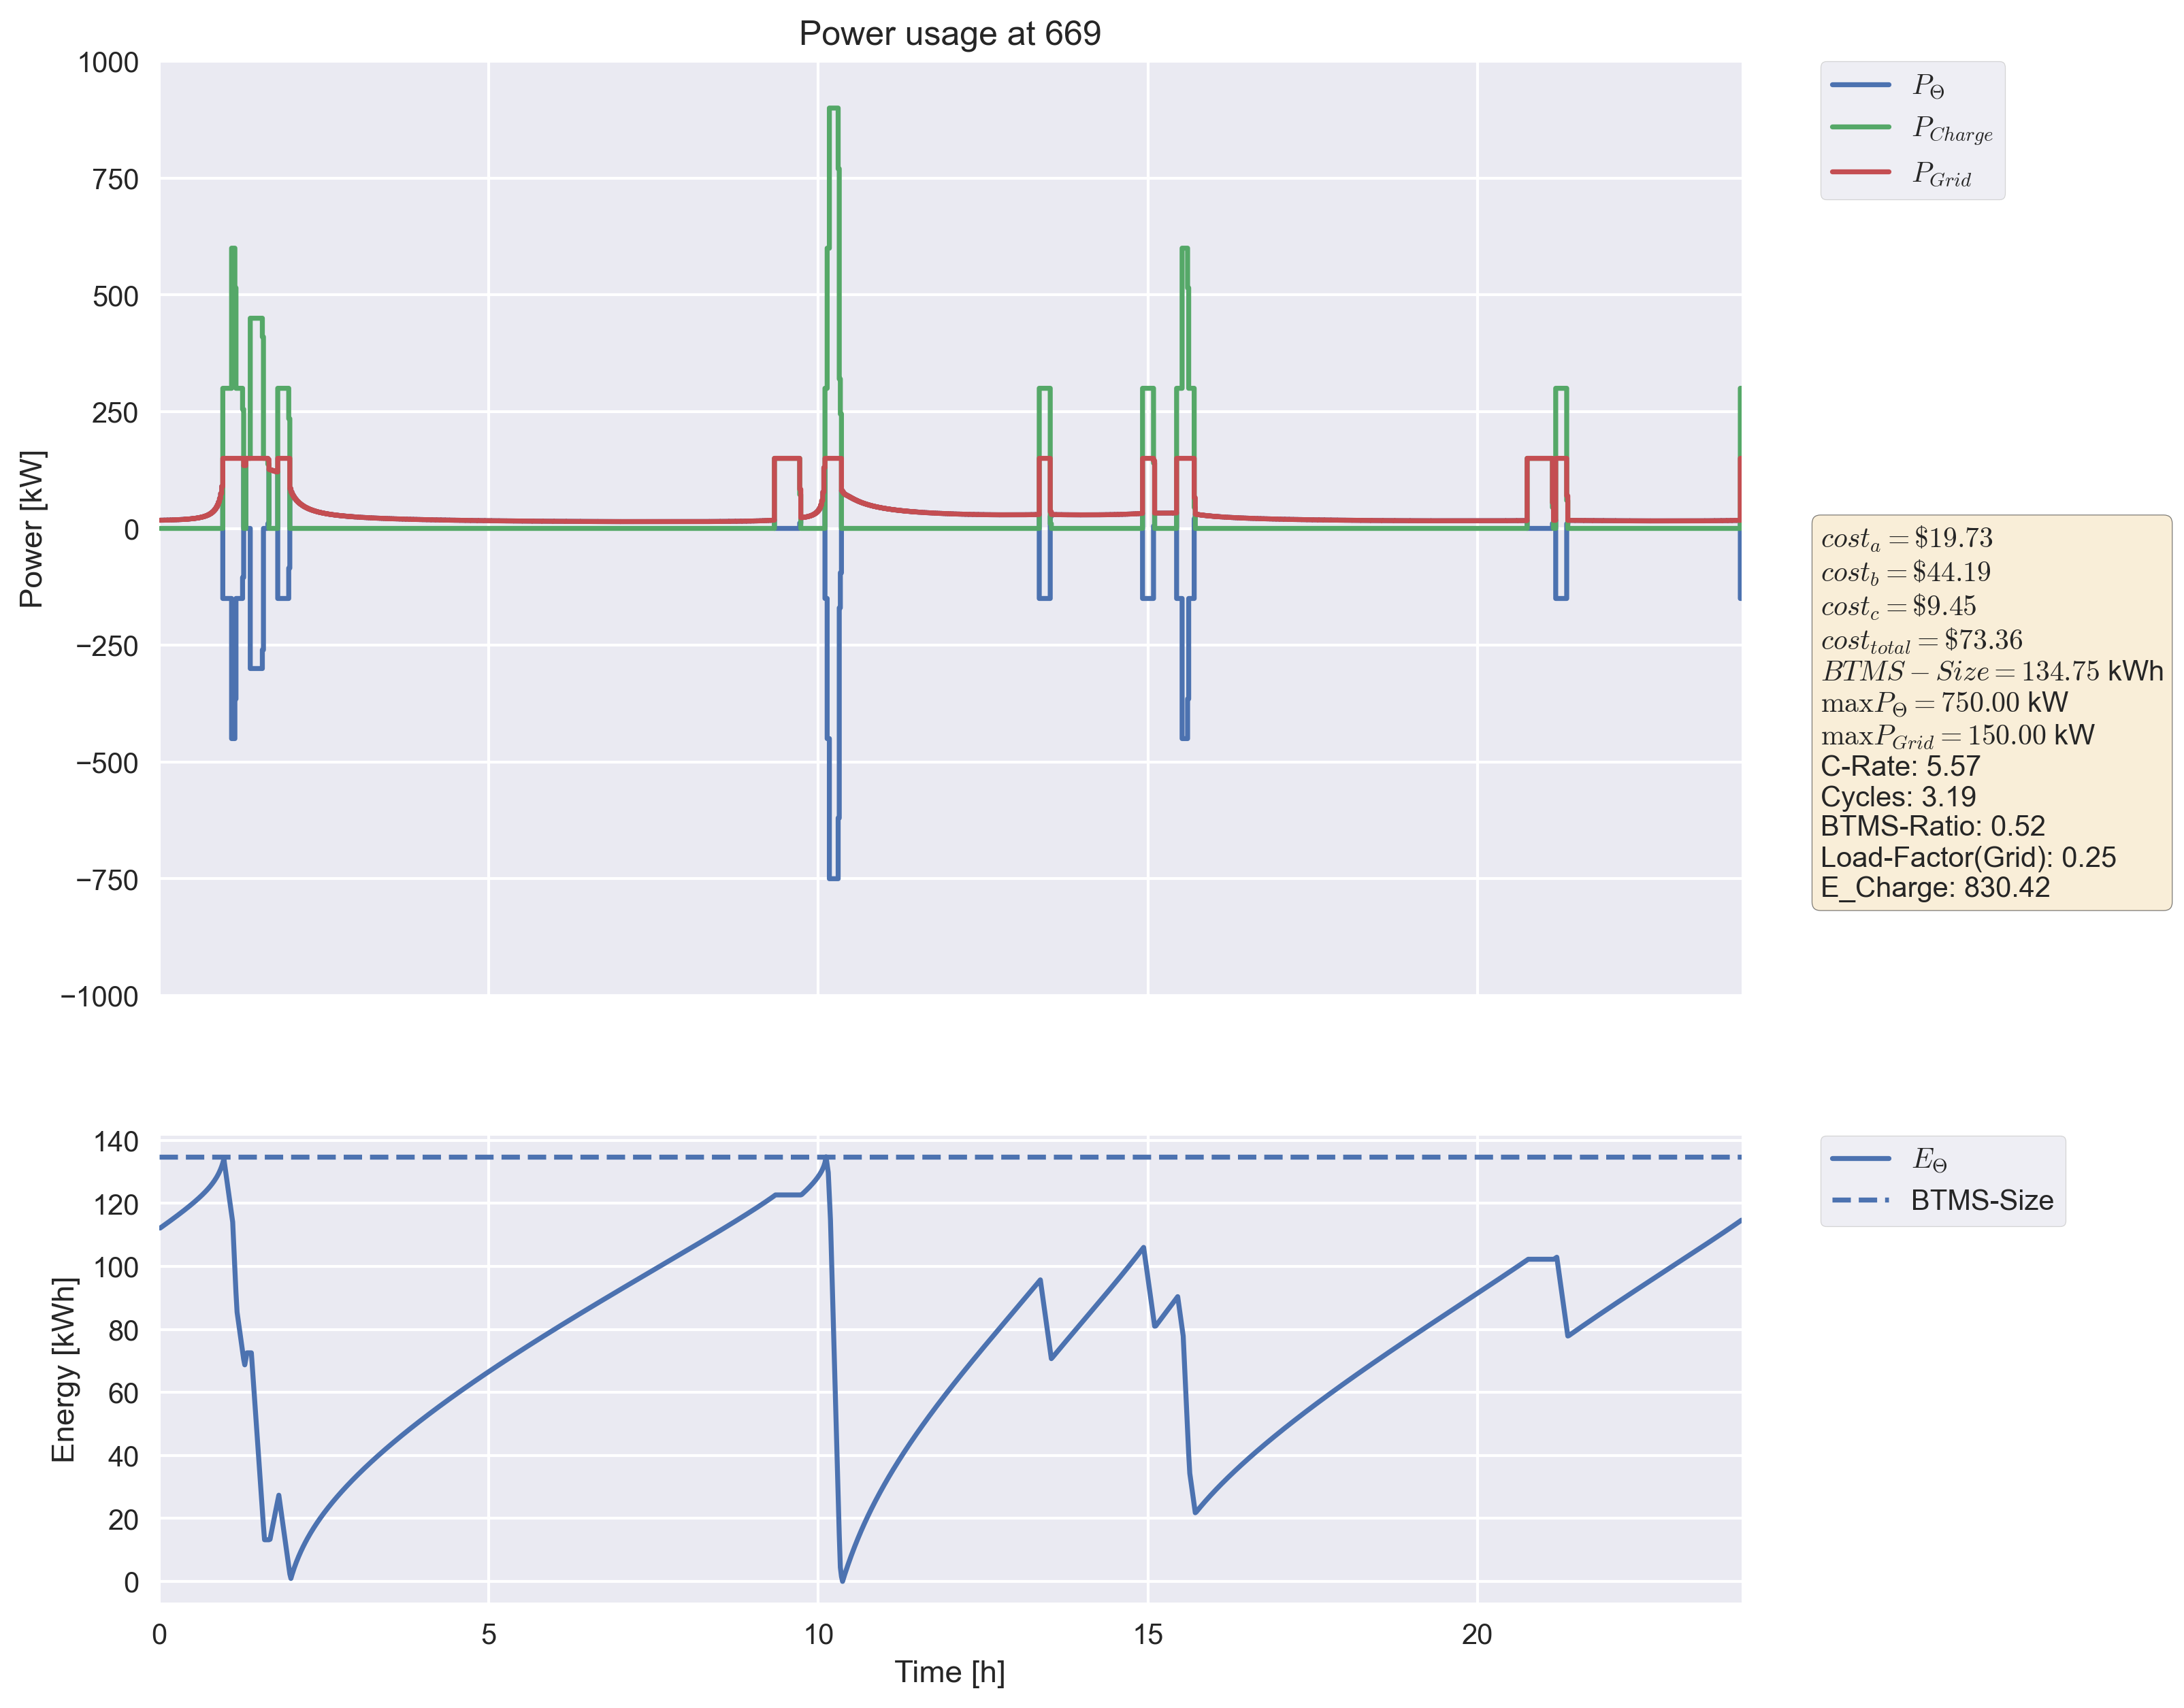 Power usage at 669
1000
750
500
250
0
−250
−500
−750
−1000
Power [kW]
P_Θ
P_Charge
P_Grid
cost_a = $19.73
cost_b = $44.19
cost_c = $9.45
cost_total = $73.36
BTMS − Size = 134.75 kWh
maxP_Θ = 750.00 kW
maxP_Grid = 150.00 kW
C-Rate: 5.57
Cycles: 3.19
BTMS-Ratio: 0.52
Load-Factor(Grid): 0.25
E_Charge: 830.42
140
120
100
80
60
40
20
0
Energy [kWh]
E_Θ
BTMS-Size
0 5 10 15 20
Time [h]